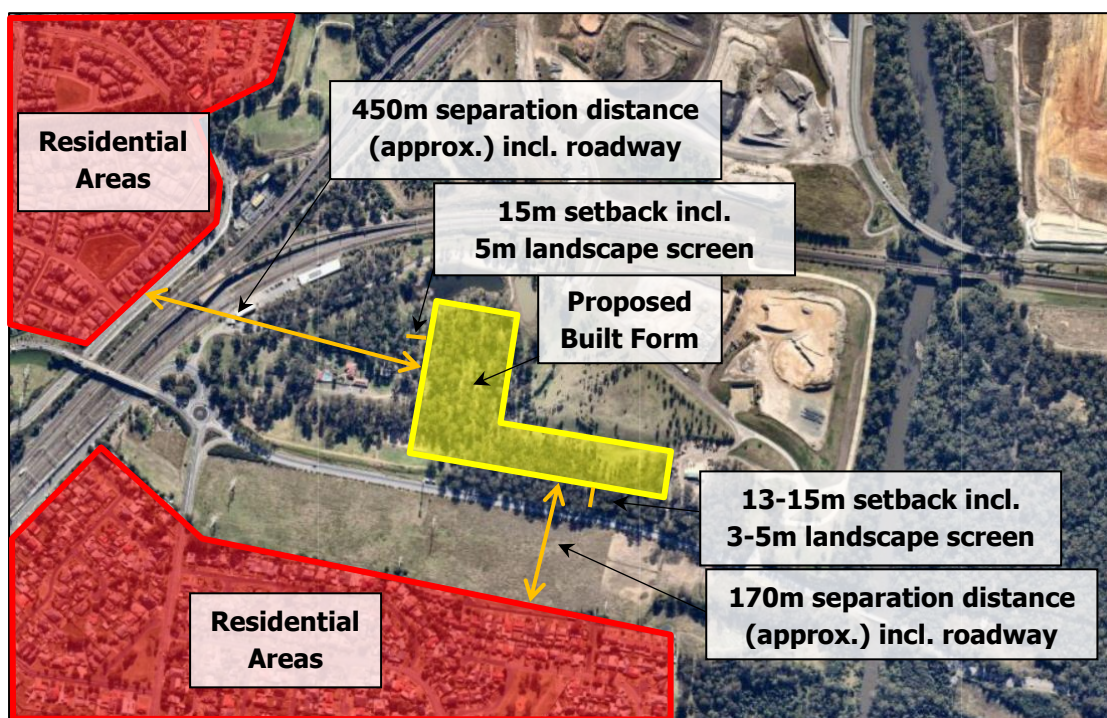 Residential
Areas
450m separation distance
(approx.) incl. roadway
15m setback incl.
5m landscape screen
Proposed
Built Form
13-15m setback incl.
3-5m landscape screen
170m separation distance
(approx.) incl. roadway
Residential
Areas